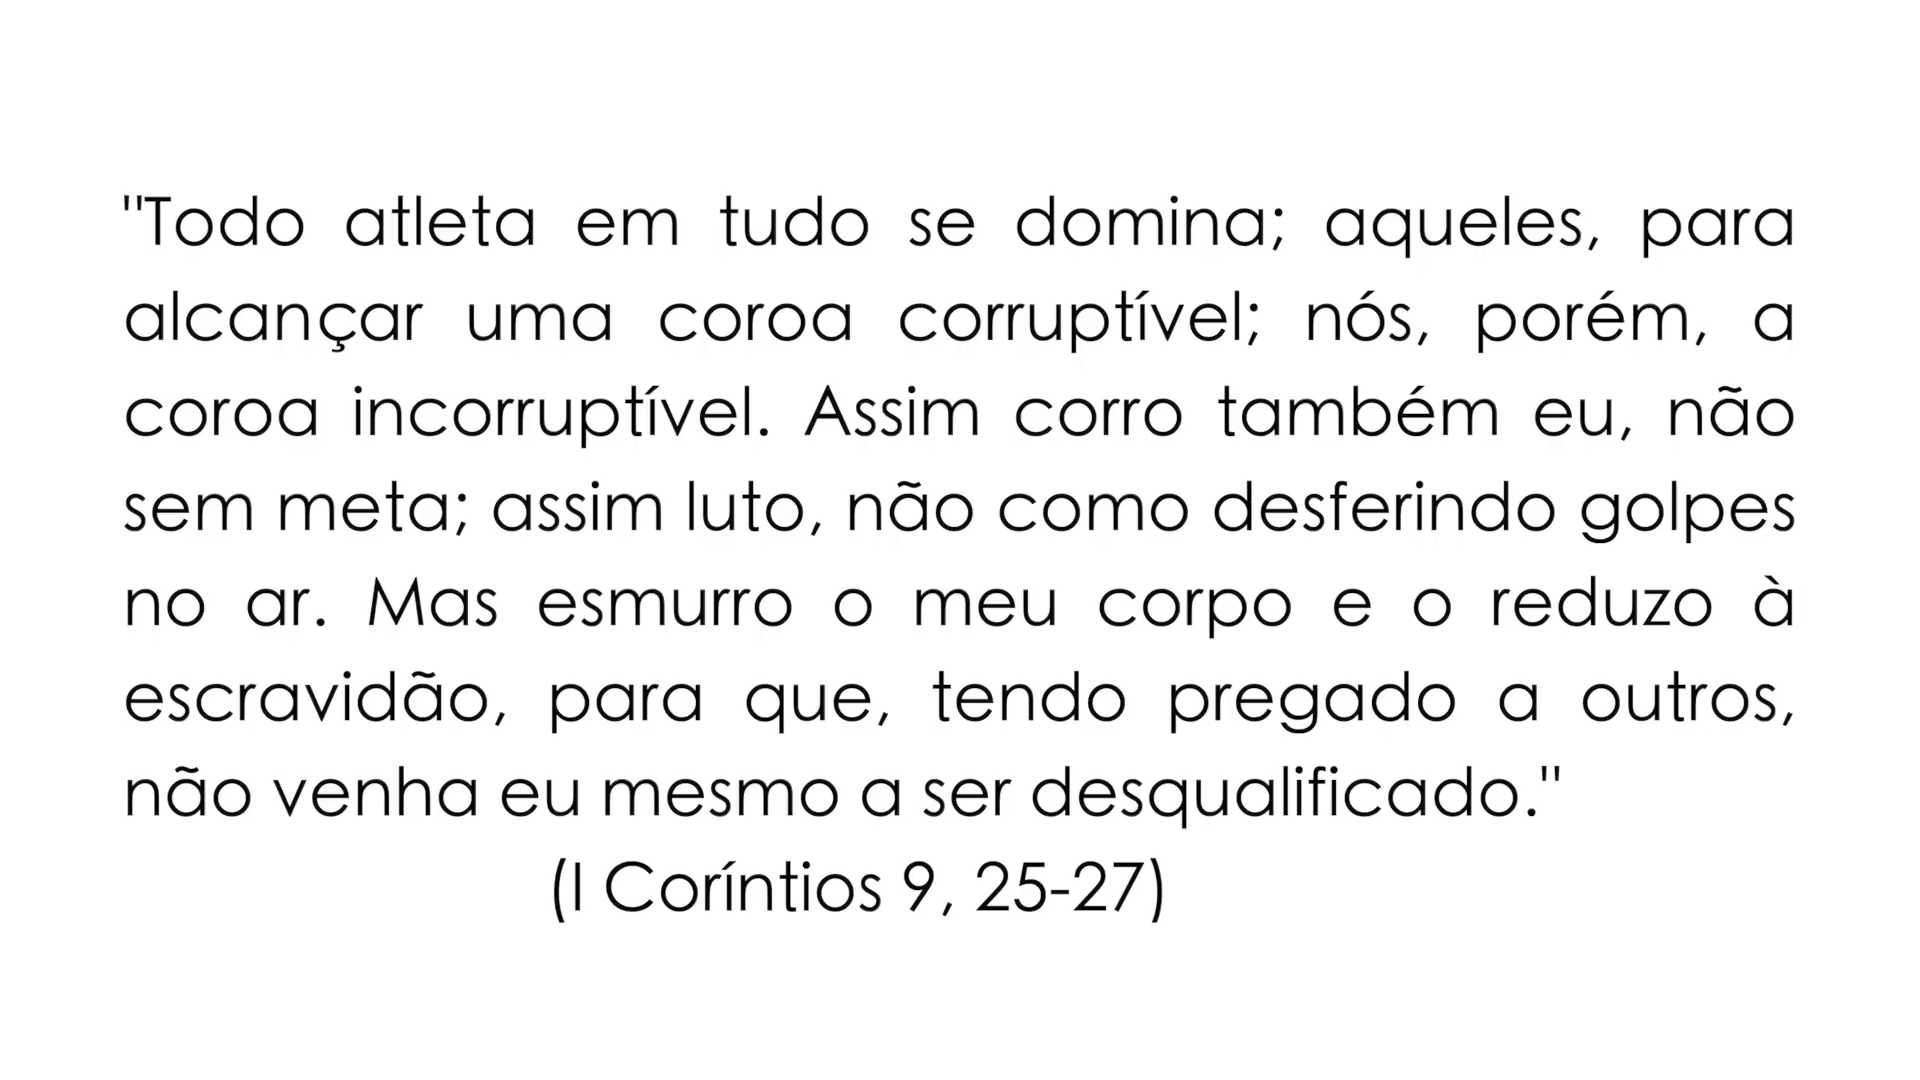 "Todo atleta em tudo se domina; aqueles, para
alcançar uma coroa corruptível; nós, porém, a
coroa incorruptível. Assim corro também eu, não
sem meta; assim luto, não como desferindo golpes
no ar. Mas esmurro o meu corpo e o reduzo à
escravidão, para que, tendo pregado a outros,
não venha eu mesmo a ser desqualificado."
(I Coríntios 9, 25-27)